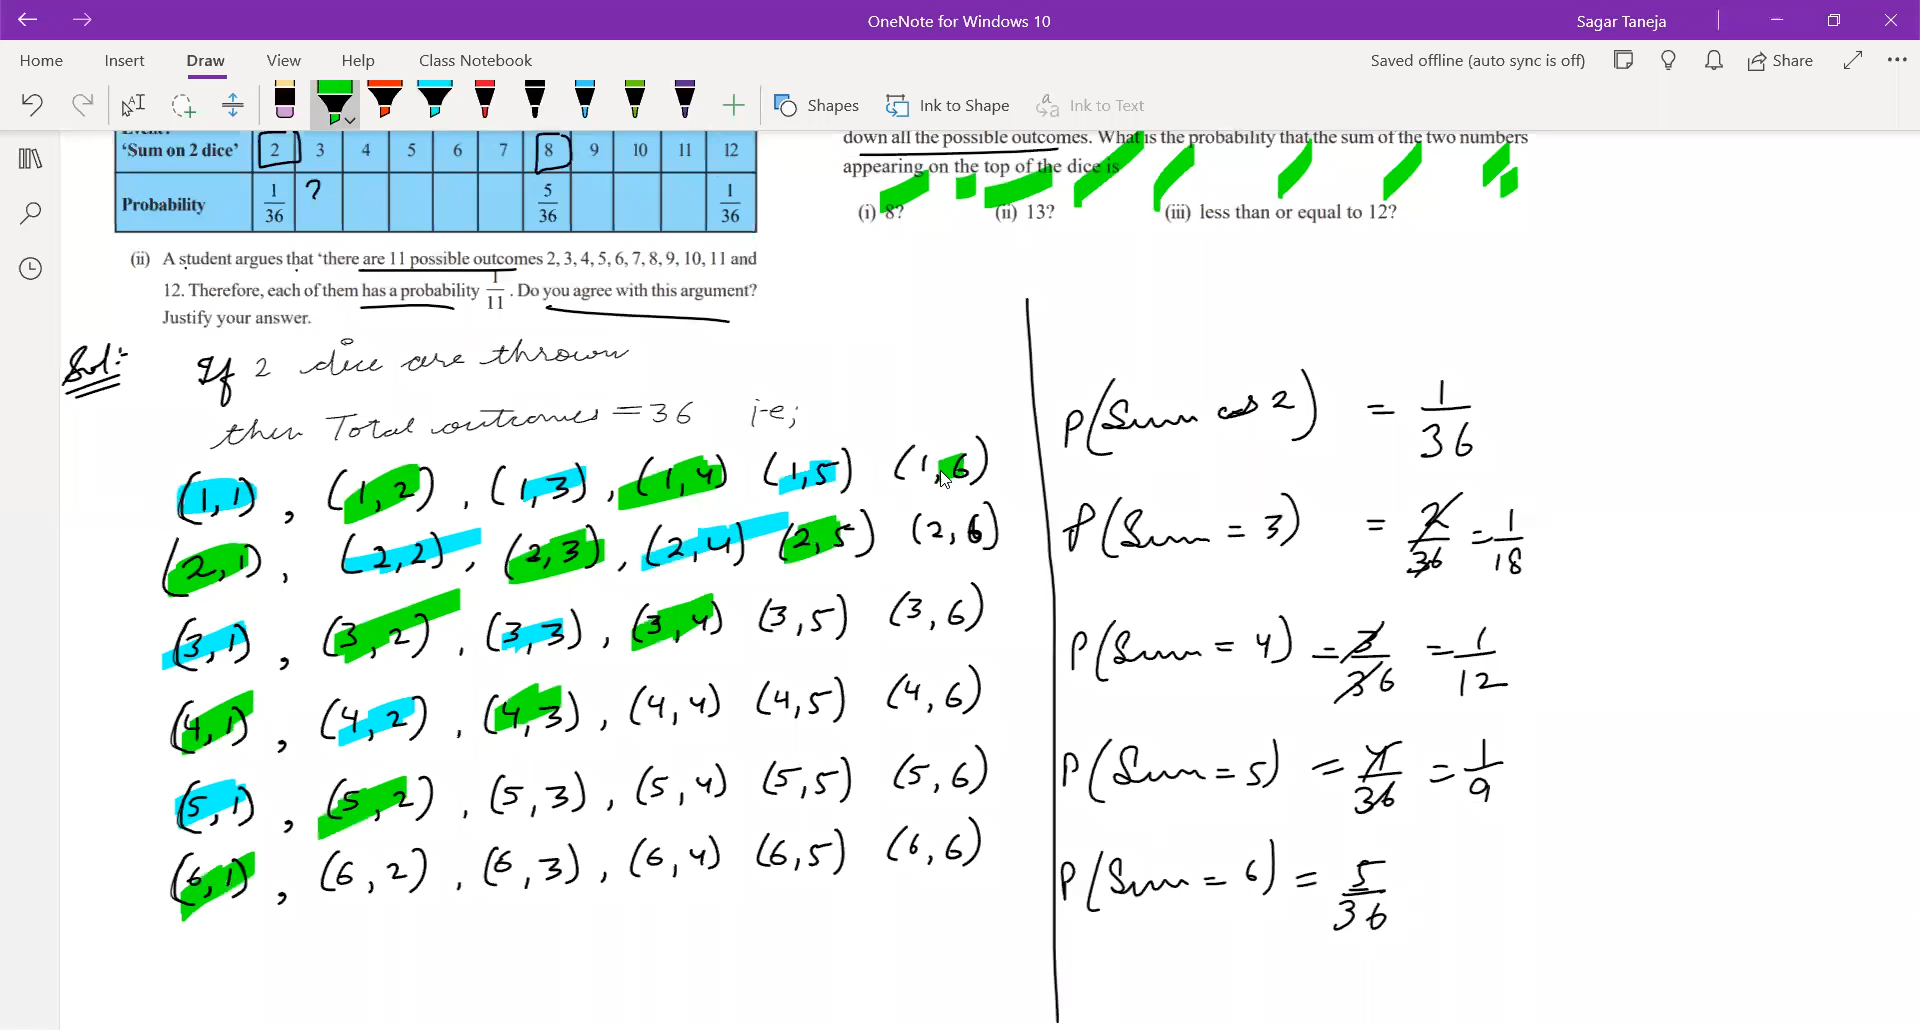 OneNote for Windows 10
Sagar Taneja
Home Insert Draw View Help Class Notebook
Saved offline (auto sync is off) Share
Shapes Ink to Shape Ink to Text
Event:
'Sum on 2 dice' 2 3 4 5 6 7 8 9 10 11 12
Probability 1/36 ? 5/36 1/36
(ii) A student argues that 'there are 11 possible outcomes 2, 3, 4, 5, 6, 7, 8, 9, 10, 11 and
12. Therefore, each of them has a probability 1/11. Do you agree with this argument?
Justify your answer.
down all the possible outcomes. What is the probability that the sum of the two numbers
appearing on the top of the dice is
(i) 8? (ii) 13? (iii) less than or equal to 12?
Sol:- If 2 dice are thrown
then Total outcomes = 36 i-e;
(1,1), (1,2), (1,3), (1,4) (1,5) (1,6)
(2,1), (2,2), (2,3), (2,4) (2,5) (2,6)
(3,1), (3,2), (3,3), (3,4) (3,5) (3,6)
(4,1), (4,2), (4,3), (4,4) (4,5) (4,6)
(5,1), (5,2), (5,3), (5,4) (5,5) (5,6)
(6,1), (6,2), (6,3), (6,4) (6,5) (6,6)
P(Sum as 2) = 1/36
P(Sum = 3) = 2/36 = 1/18
P(Sum = 4) = 3/36 = 1/12
P(Sum = 5) = 4/36 = 1/9
P(Sum = 6) = 5/36